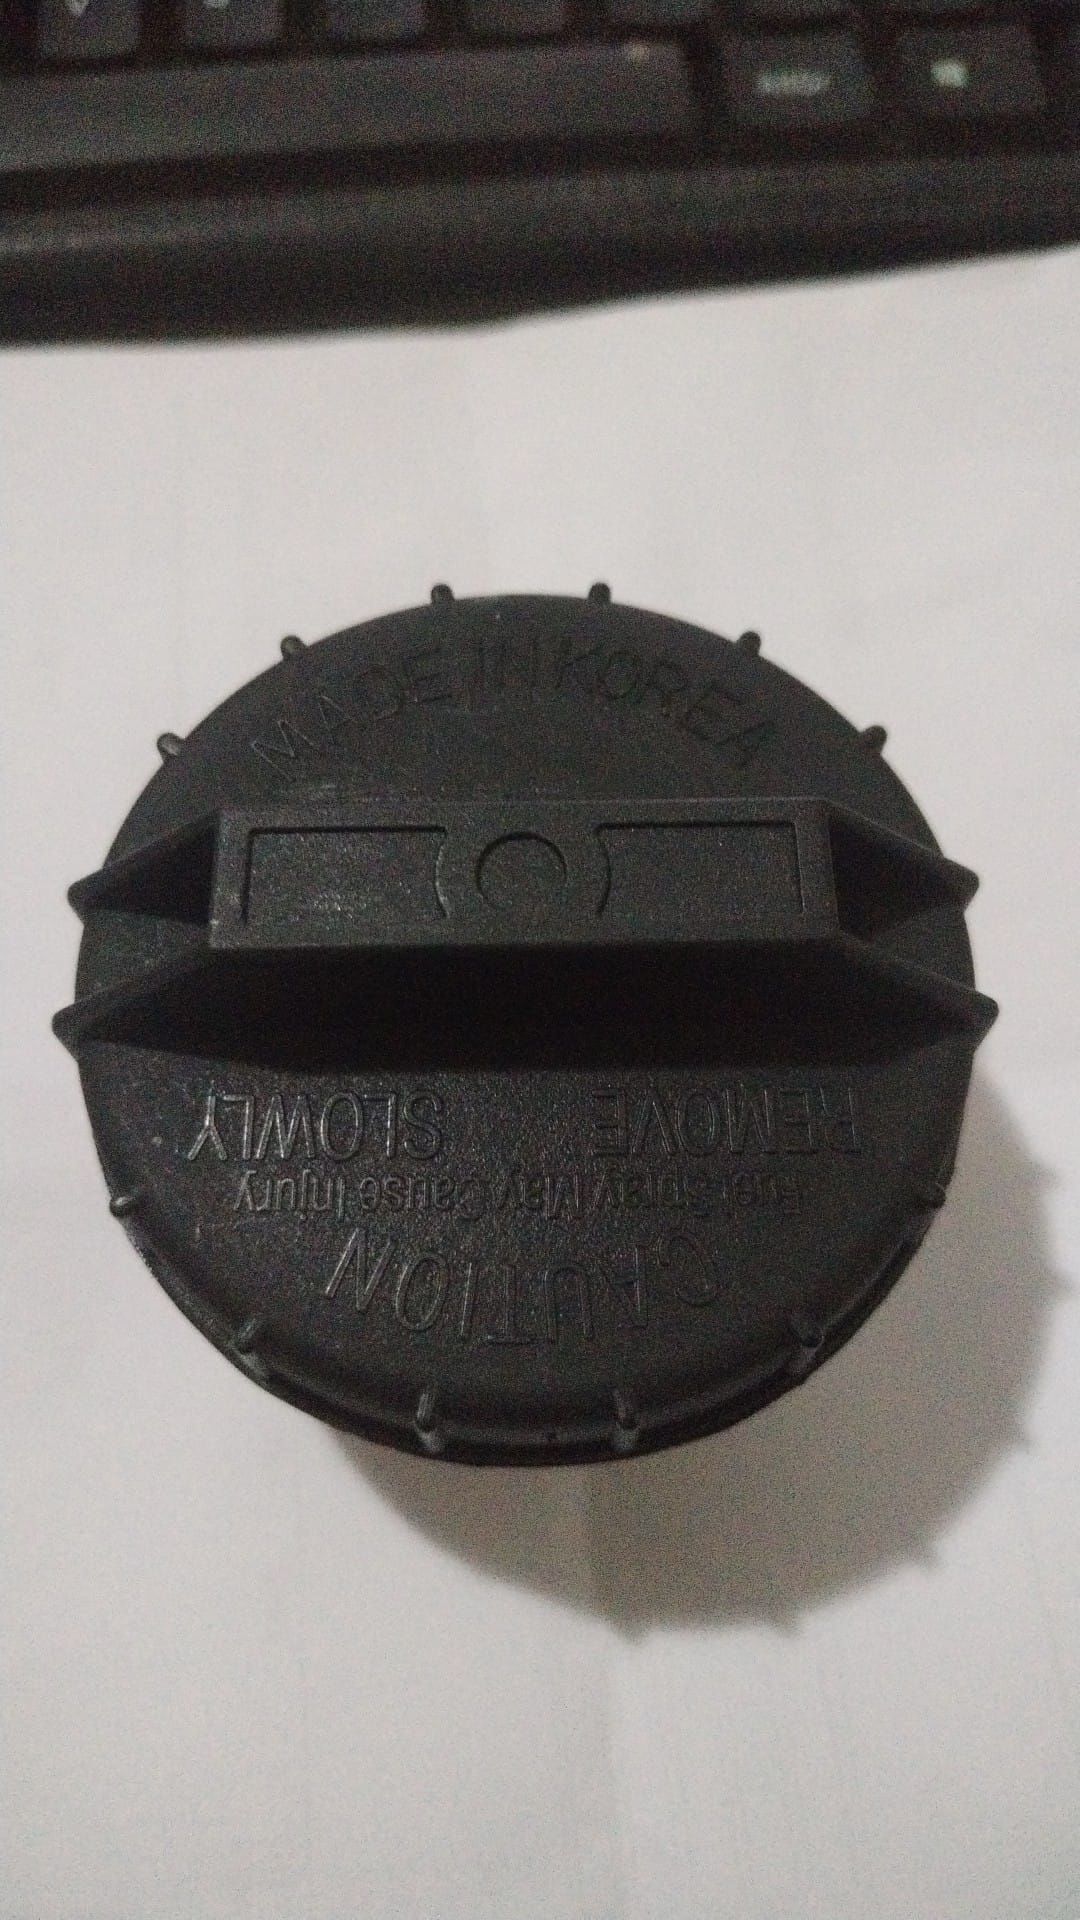 MADE IN KOREA
CAUTION
Fuel Spray May Cause Injury
REMOVE SLOWLY